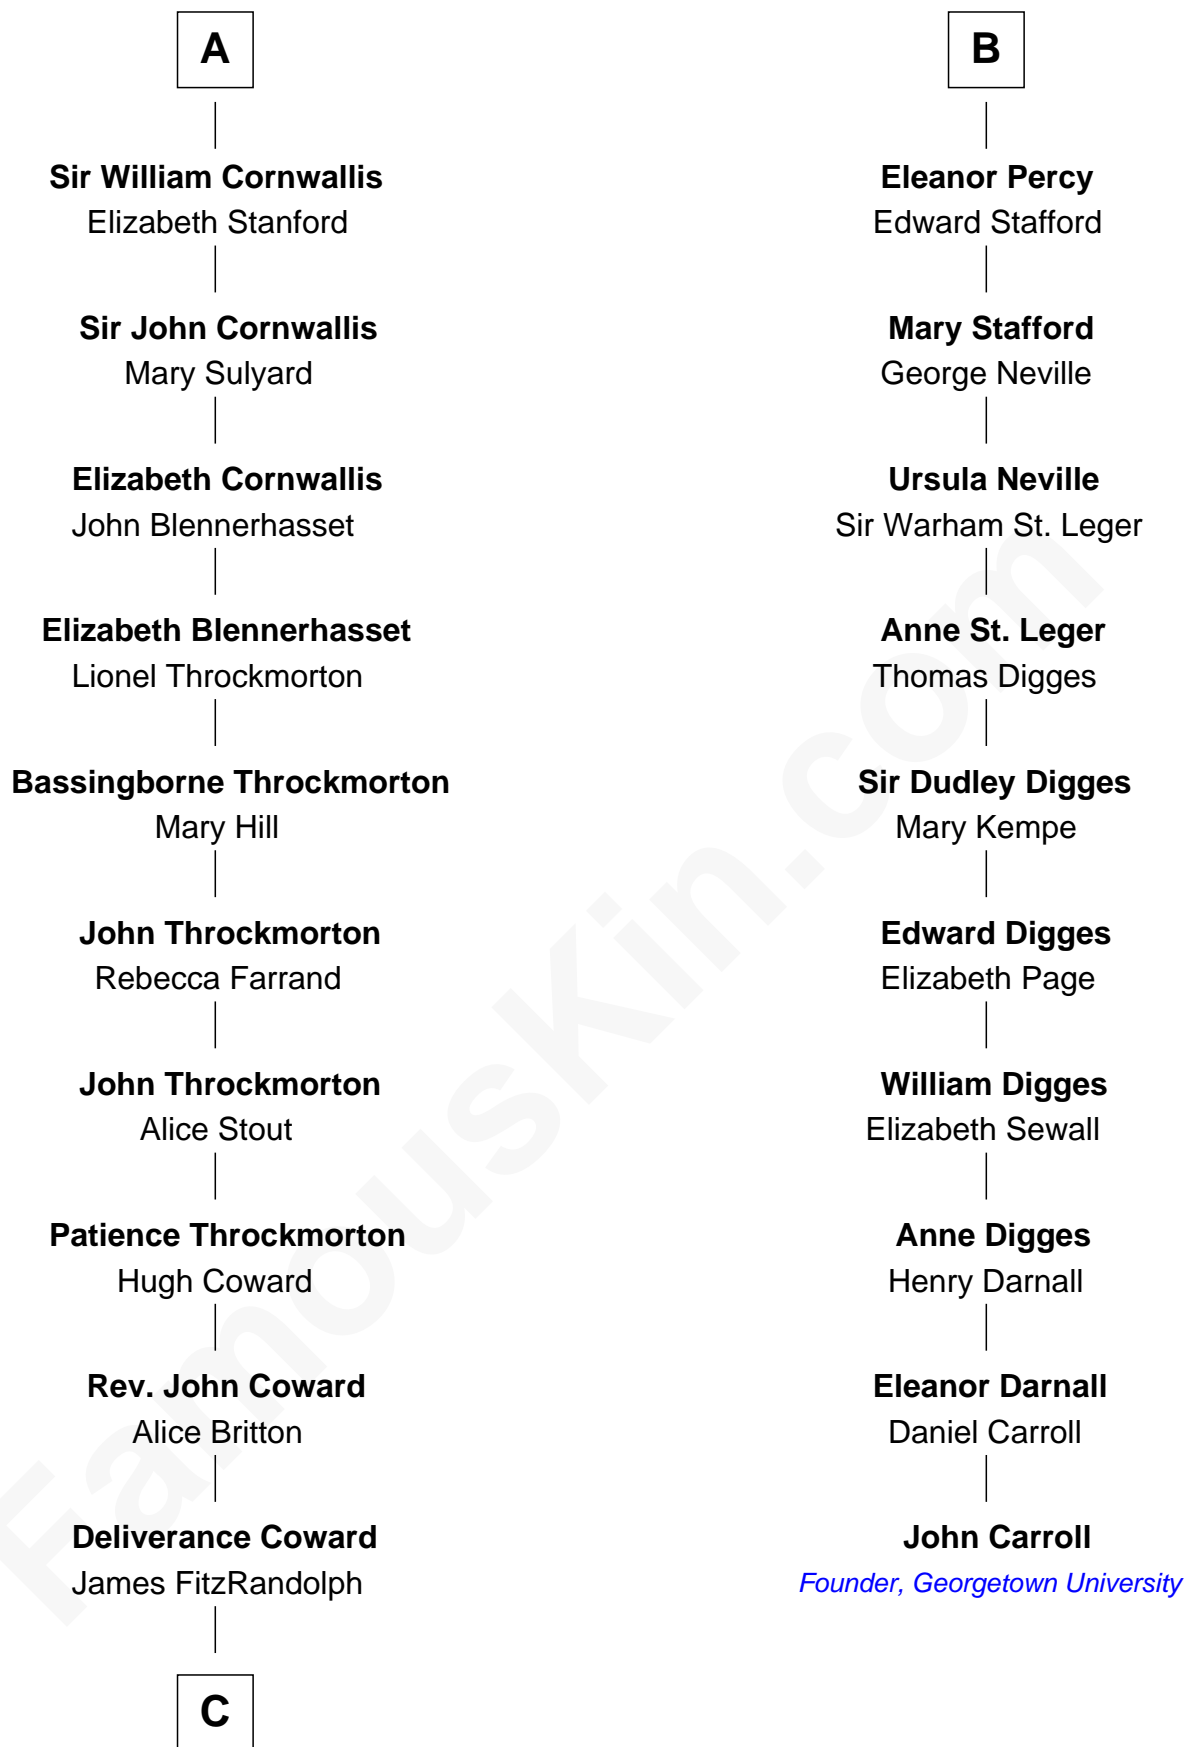 A
Sir William Cornwallis
Elizabeth Stanford
Sir John Cornwallis
Mary Sulyard
Elizabeth Cornwallis
John Blennerhasset
Elizabeth Blennerhasset
Lionel Throckmorton
Bassingborne Throckmorton
Mary Hill
John Throckmorton
Rebecca Farrand
John Throckmorton
Alice Stout
Patience Throckmorton
Hugh Coward
Rev. John Coward
Alice Britton
Deliverance Coward
James FitzRandolph
C
B
Eleanor Percy
Edward Stafford
Mary Stafford
George Neville
Ursula Neville
Sir Warham St. Leger
Anne St. Leger
Thomas Digges
Sir Dudley Digges
Mary Kempe
Edward Digges
Elizabeth Page
William Digges
Elizabeth Sewall
Anne Digges
Henry Darnall
Eleanor Darnall
Daniel Carroll
John Carroll
Founder, Georgetown University
FamousKin.com